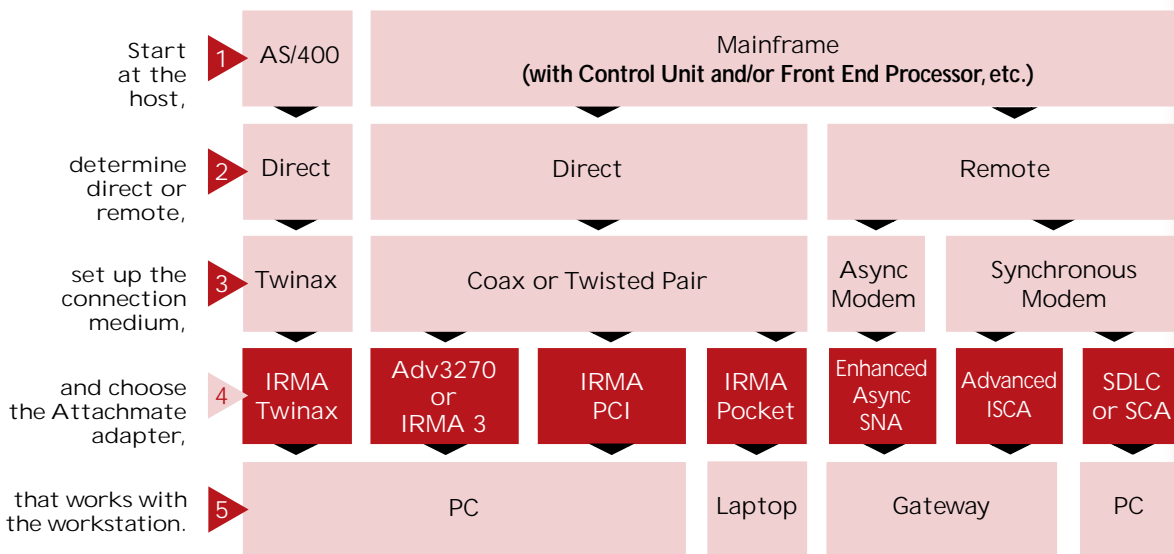 Start
at the
host,
1
AS/400
Mainframe
(with Control Unit and/or Front End Processor, etc.)
determine
direct or
remote,
2
Direct
Direct
Remote
set up the
connection
medium,
3
Twinax
Coax or Twisted Pair
Async
Modem
Synchronous
Modem
and choose
the Attachmate
adapter,
4
IRMA
Twinax
Adv3270
or
IRMA 3
IRMA
PCI
IRMA
Pocket
Enhanced
Async
SNA
Advanced
ISCA
SDLC
or SCA
that works with
the workstation.
5
PC
Laptop
Gateway
PC